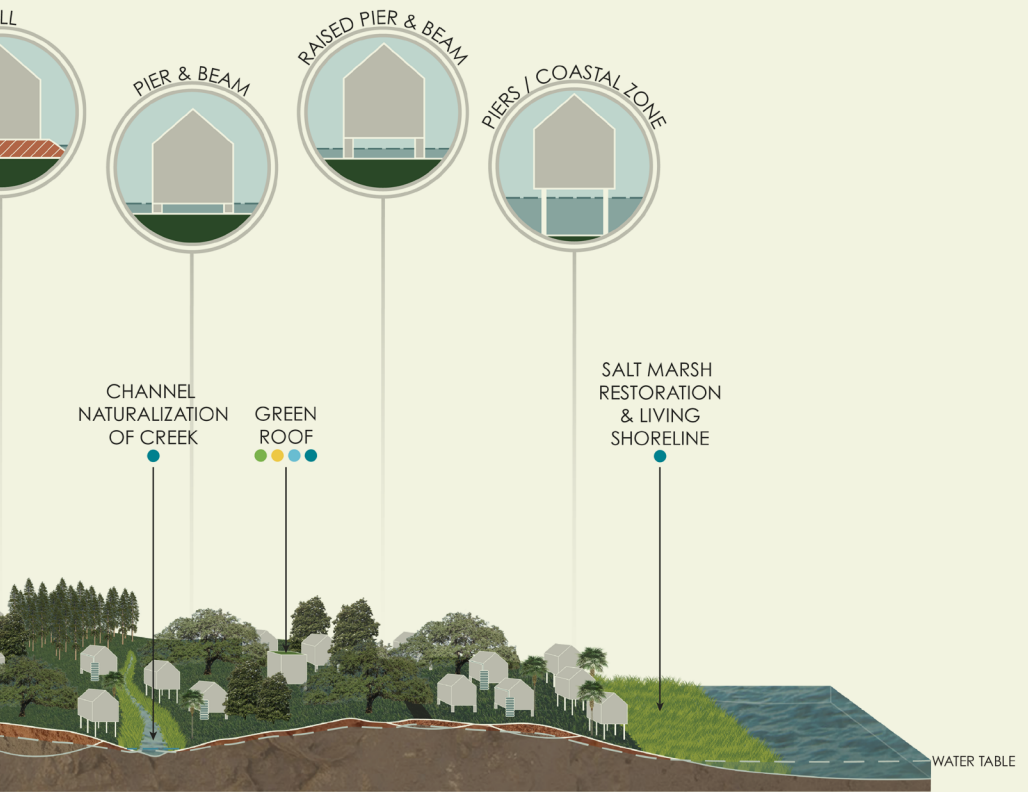 LL
PIER & BEAM
RAISED PIER & BEAM
PIERS / COASTAL ZONE
CHANNEL
NATURALIZATION
OF CREEK
GREEN
ROOF
SALT MARSH
RESTORATION
& LIVING
SHORELINE
WATER TABLE